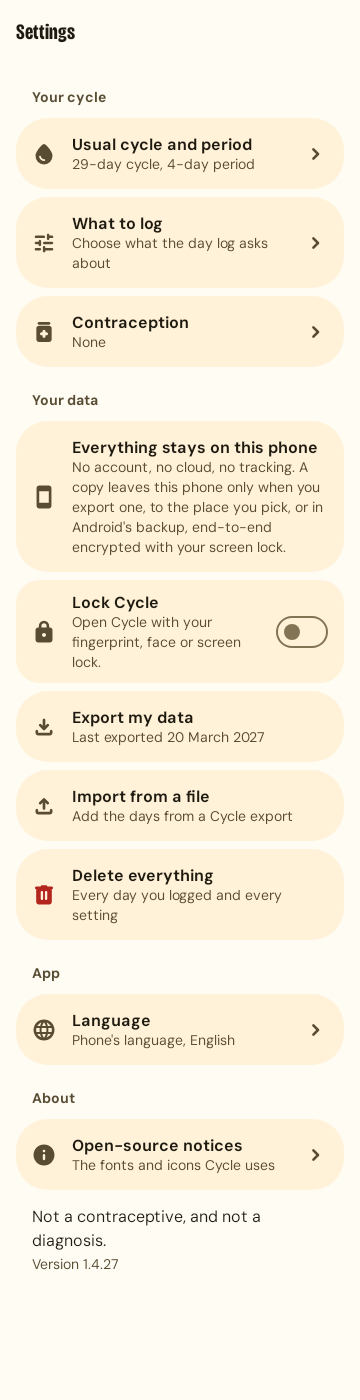 Settings
Your cycle
Usual cycle and period
29-day cycle, 4-day period
What to log
Choose what the day log asks
about
Contraception
None
Your data
Everything stays on this phone
No account, no cloud, no tracking. A
copy leaves this phone only when you
export one, to the place you pick, or in
Android's backup, end-to-end
encrypted with your screen lock.
Lock Cycle
Open Cycle with your
fingerprint, face or screen
lock.
Export my data
Last exported 20 March 2027
Import from a file
Add the days from a Cycle export
Delete everything
Every day you logged and every
setting
App
Language
Phone's language, English
About
Open-source notices
The fonts and icons Cycle uses
Not a contraceptive, and not a
diagnosis.
Version 1.4.27